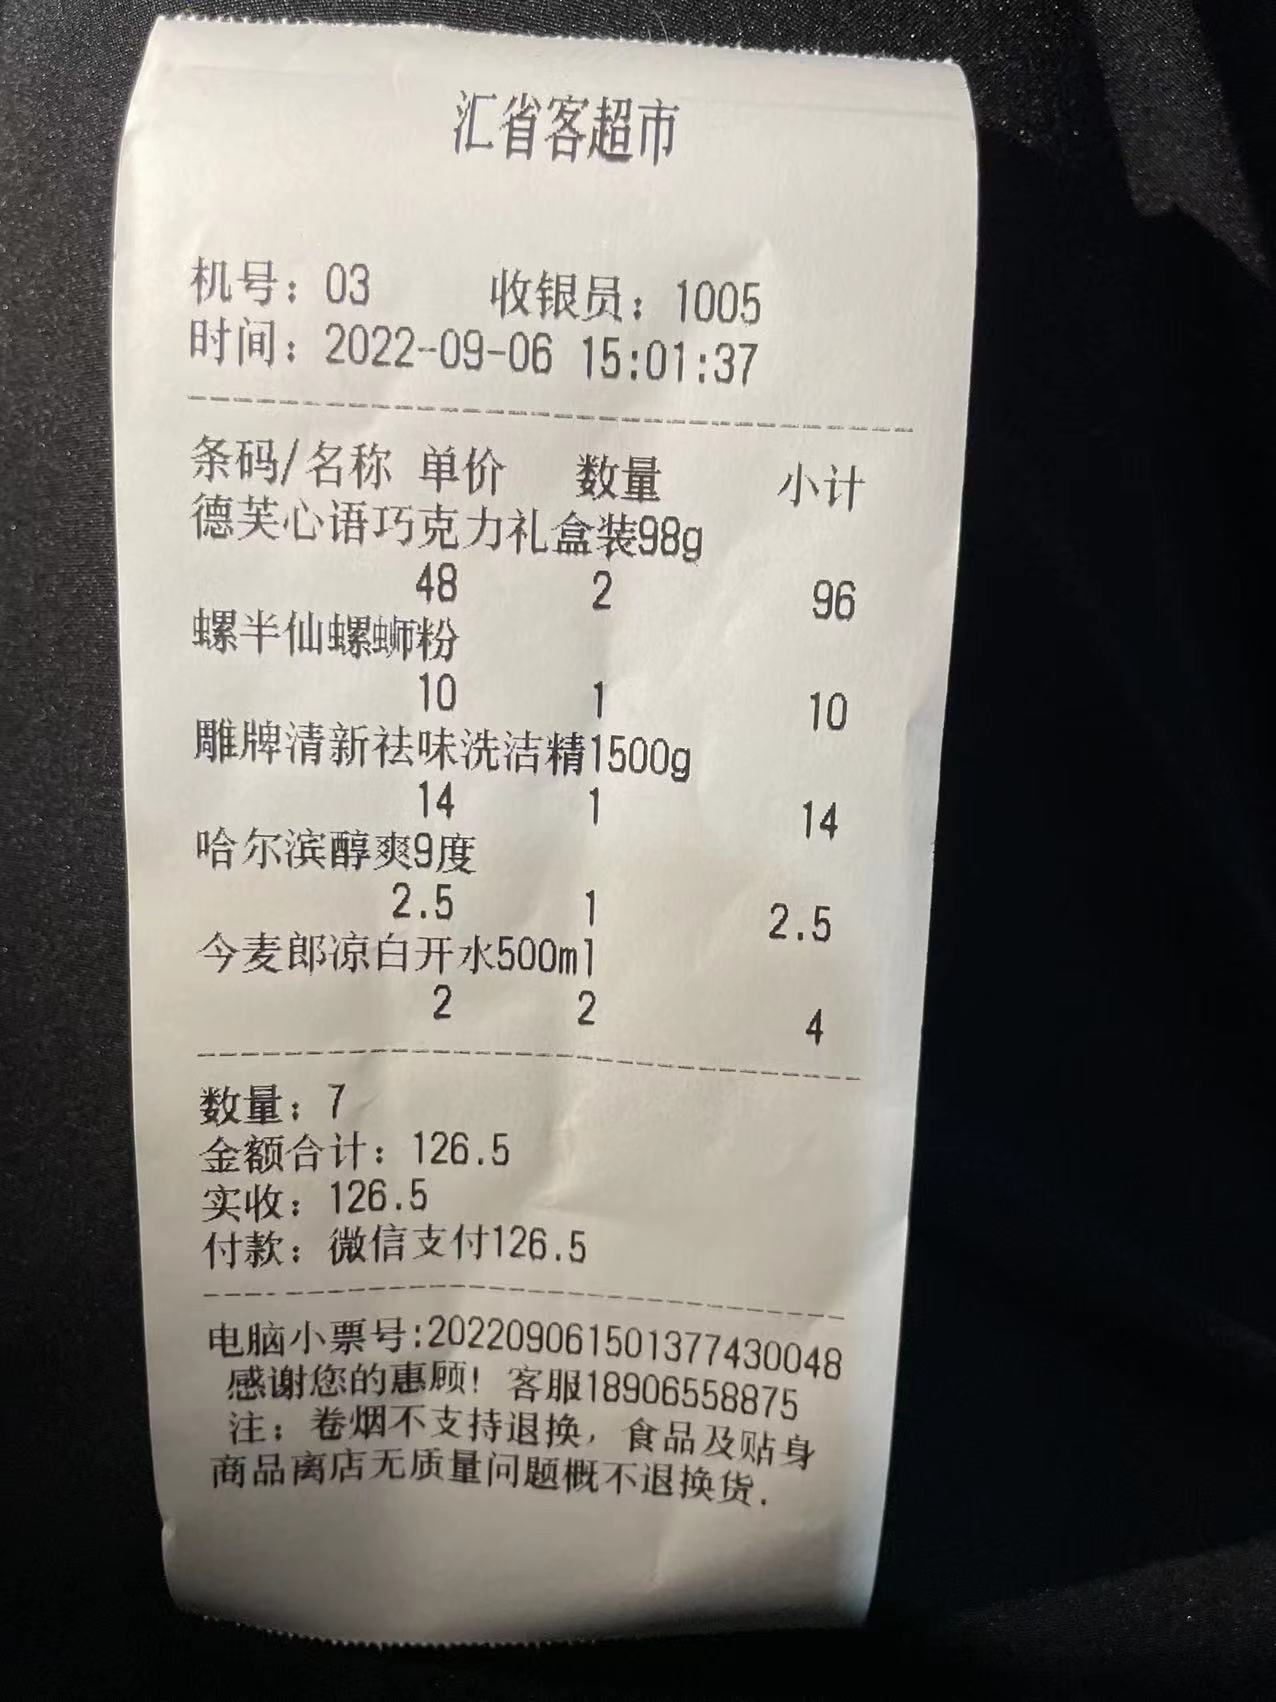 汇省客超市
机号：03 收银员：1005
时间：2022-09-06 15:01:37
条码/名称 单价 数量 小计
德芙心语巧克力礼盒装98g
48 2 96
螺半仙螺蛳粉
10 1 10
雕牌清新祛味洗洁精1500g
14 1 14
哈尔滨醇爽9度
2.5 1 2.5
今麦郎凉白开水500ml
2 2 4
数量：7
金额合计：126.5
实收：126.5
付款：微信支付126.5
电脑小票号:2022090615013774300​48
感谢您的惠顾！客服18906558875
注：卷烟不支持退换，食品及贴身
商品离店无质量问题概不退换货.